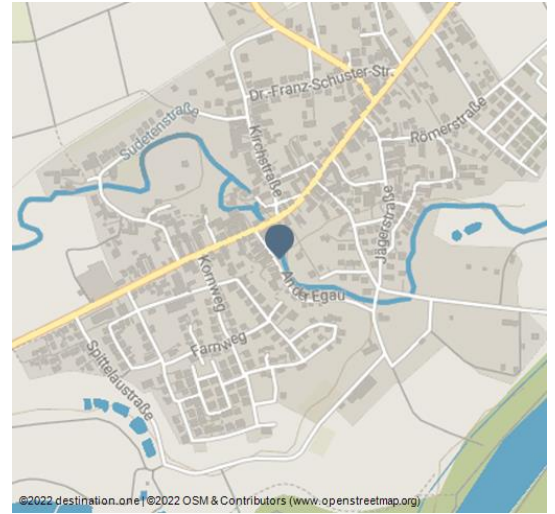 Dr.-Franz-Schuster-Str.
Römerstraße
Sudetenstraße
Kirchstraße
Jägerstraße
An der Egau
Kornweg
Farnweg
Spittelaustraße
©2022 destination.one | ©2022 OSM & Contributors (www.openstreetmap.org)